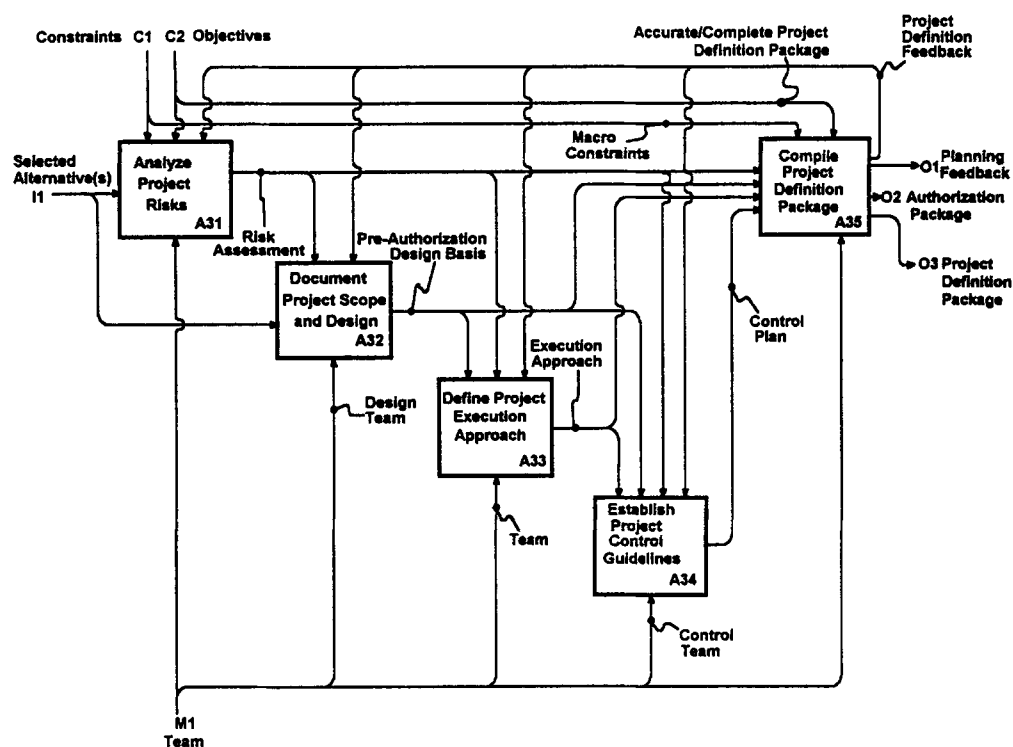 Constraints C1 C2 Objectives
Accurate/Complete Project
Definition Package
Project
Definition
Feedback
Macro
Constraints
Selected
Alternative(s)
I1
Analyze
Project
Risks
A31
Risk
Assessment
Compile
Project
Definition
Package
A35
O1 Planning
Feedback
O2 Authorization
Package
O3 Project
Definition
Package
Pre-Authorization
Design Basis
Document
Project Scope
and Design
A32
Control
Plan
Execution
Approach
Design
Team
Define Project
Execution
Approach
A33
Team
Establish
Project
Control
Guidelines
A34
Control
Team
M1
Team